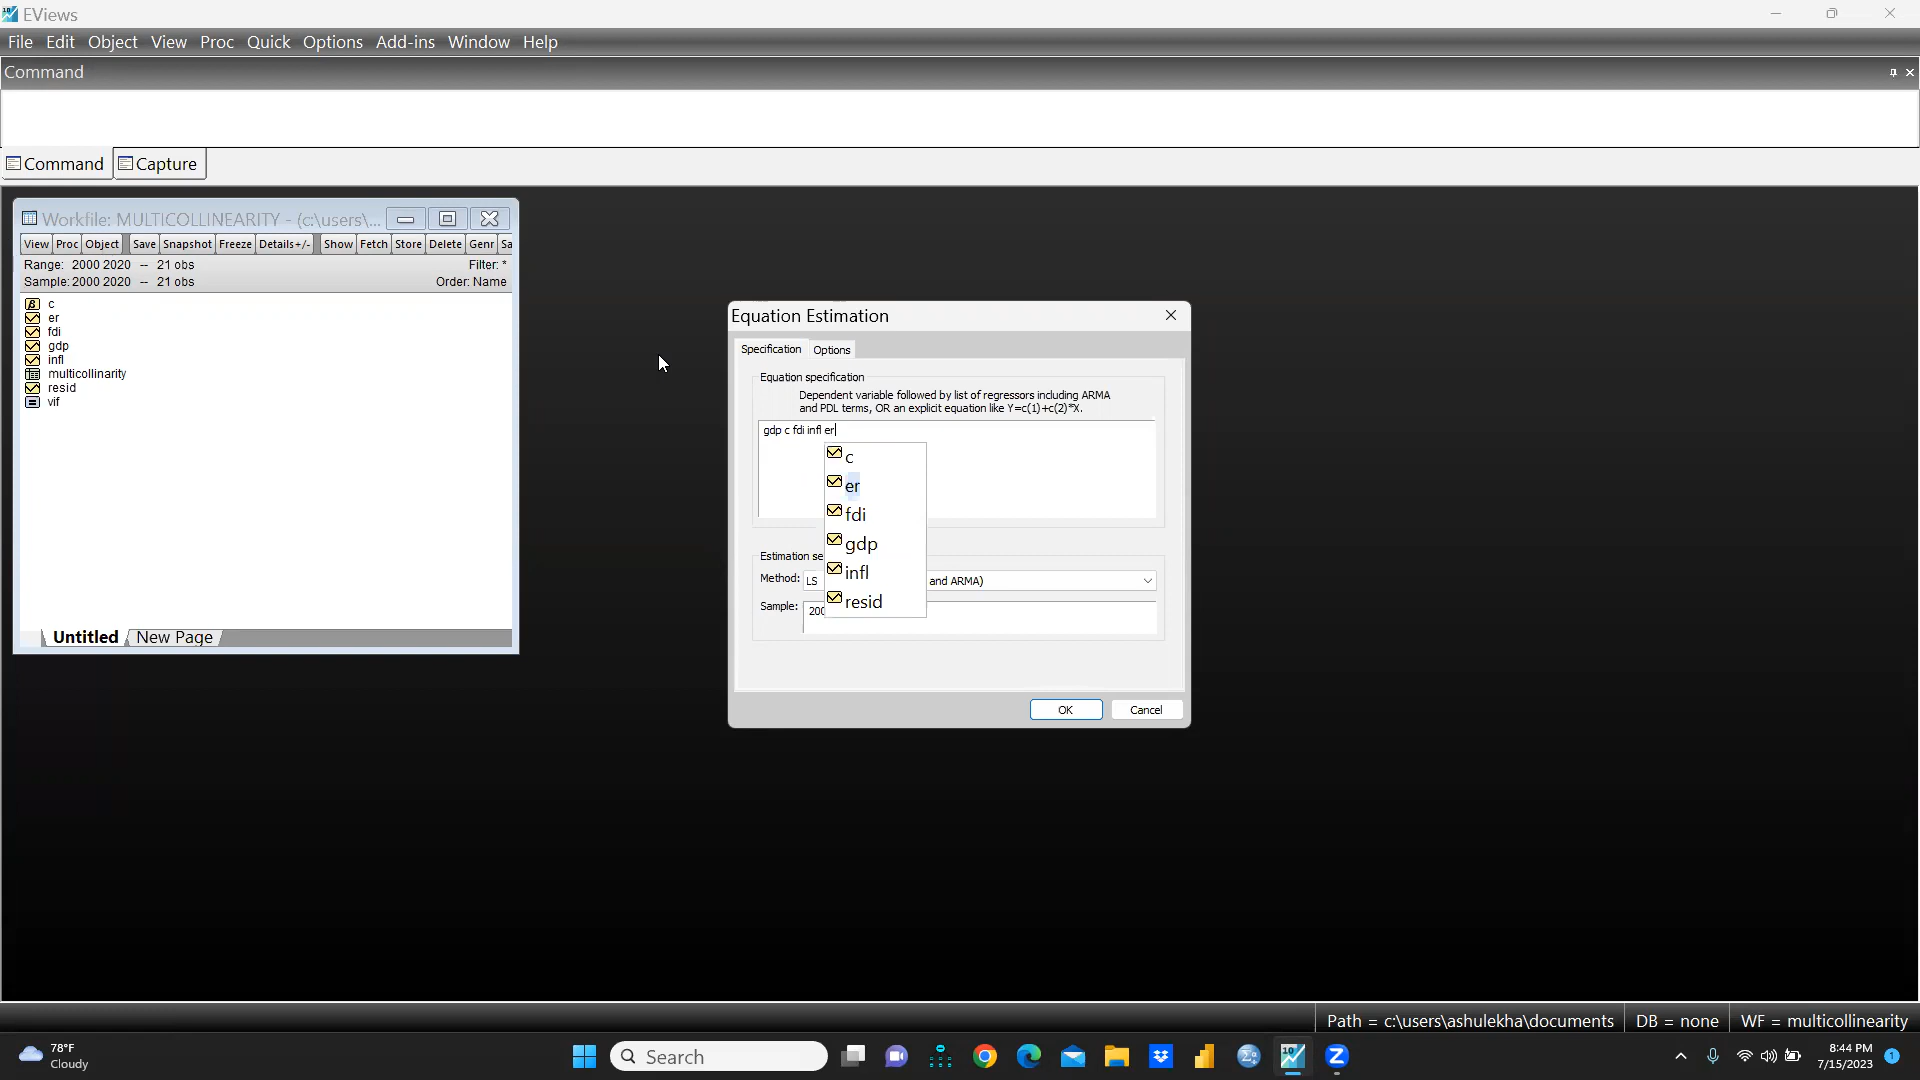 EViews
File Edit Object View Proc Quick Options Add-ins Window Help
Command
Command Capture
Workfile: MULTICOLLINEARITY - (c:\users\...
View Proc Object Save Snapshot Freeze Details+/- Show Fetch Store Delete Genr Sa
Range: 2000 2020 -- 21 obs Filter: *
Sample: 2000 2020 -- 21 obs Order: Name
c
er
fdi
gdp
infl
multicollinarity
resid
vif
Untitled New Page
Equation Estimation
Specification Options
Equation specification
Dependent variable followed by list of regressors including ARMA
and PDL terms, OR an explicit equation like Y=c(1)+c(2)*X.
gdp c fdi infl er
c
er
fdi
gdp
infl
resid
Estimation se
Method: LS and ARMA)
Sample: 200
OK Cancel
Path = c:\users\ashulekha\documents DB = none WF = multicollinearity
78°F
Cloudy
Search
8:44 PM
7/15/2023
1